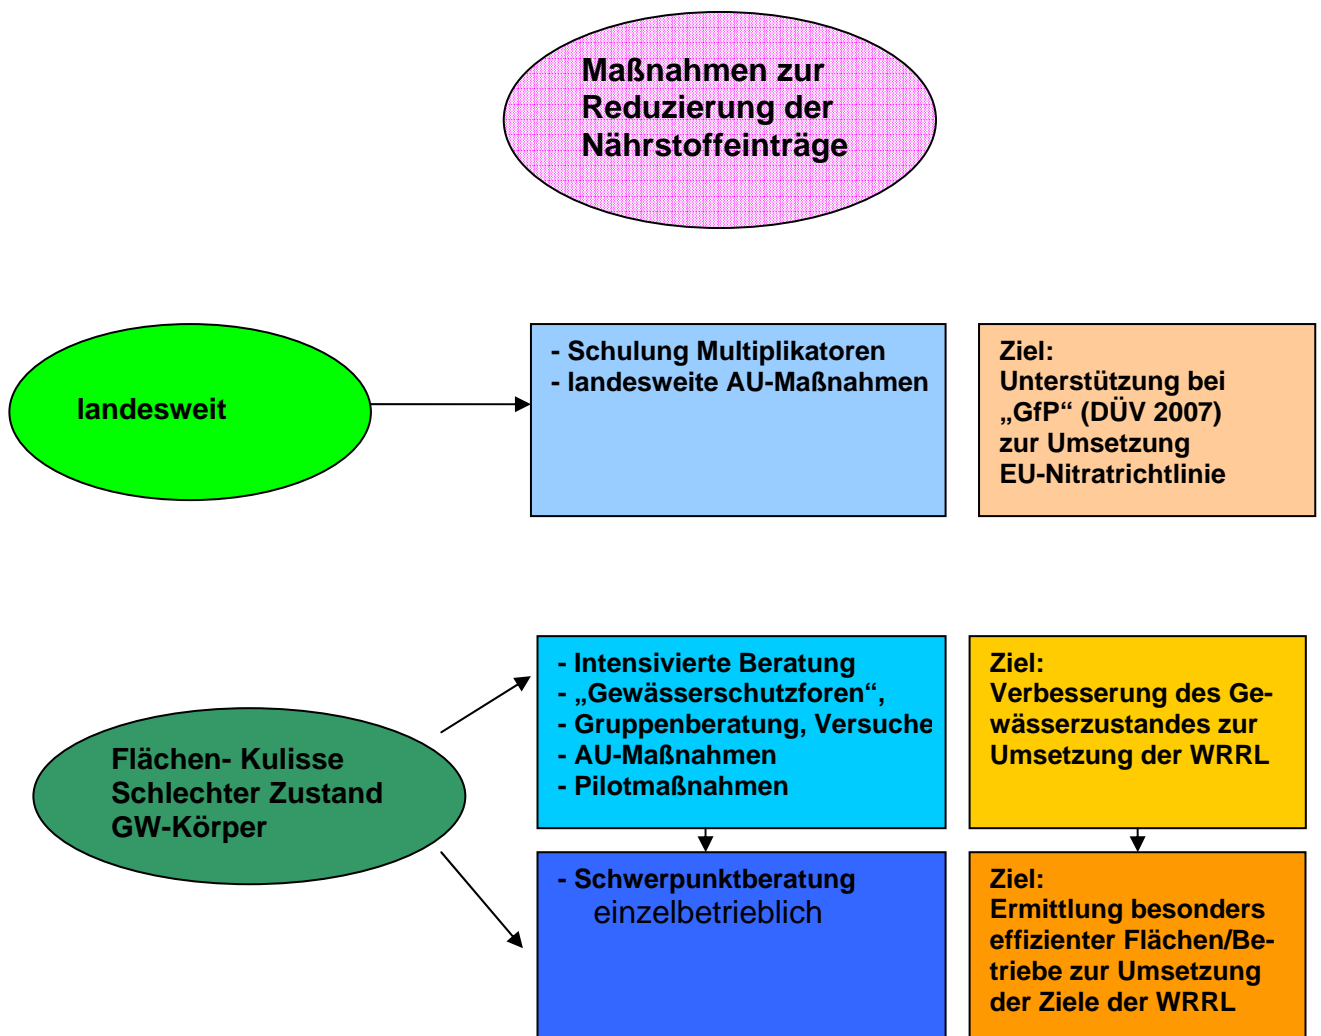 Maßnahmen zur
Reduzierung der
Nährstoffeinträge
landesweit
- Schulung Multiplikatoren
- landesweite AU-Maßnahmen
Ziel:
Unterstützung bei
„GfP“ (DÜV 2007)
zur Umsetzung
EU-Nitratrichtlinie
Flächen- Kulisse
Schlechter Zustand
GW-Körper
- Intensivierte Beratung
- „Gewässerschutzforen“,
- Gruppenberatung, Versuche
- AU-Maßnahmen
- Pilotmaßnahmen
Ziel:
Verbesserung des Ge-
wässerzustandes zur
Umsetzung der WRRL
- Schwerpunktberatung
einzelbetrieblich
Ziel:
Ermittlung besonders
effizienter Flächen/Be-
triebe zur Umsetzung
der Ziele der WRRL